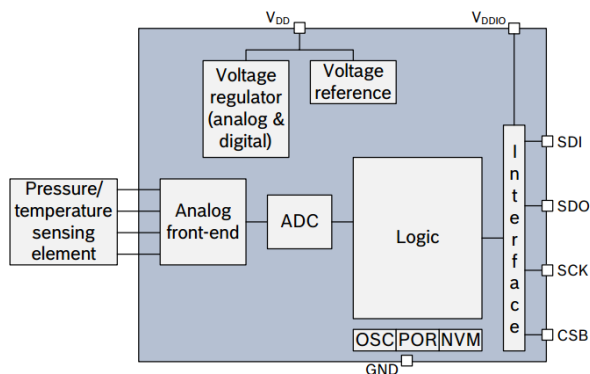 VDD
VDDIO
Voltage
regulator
(analog &
digital)
Voltage
reference
Pressure/
temperature
sensing
element
Analog
front-end
ADC
Logic
Interface
SDI
SDO
SCK
CSB
OSC POR NVM
GND